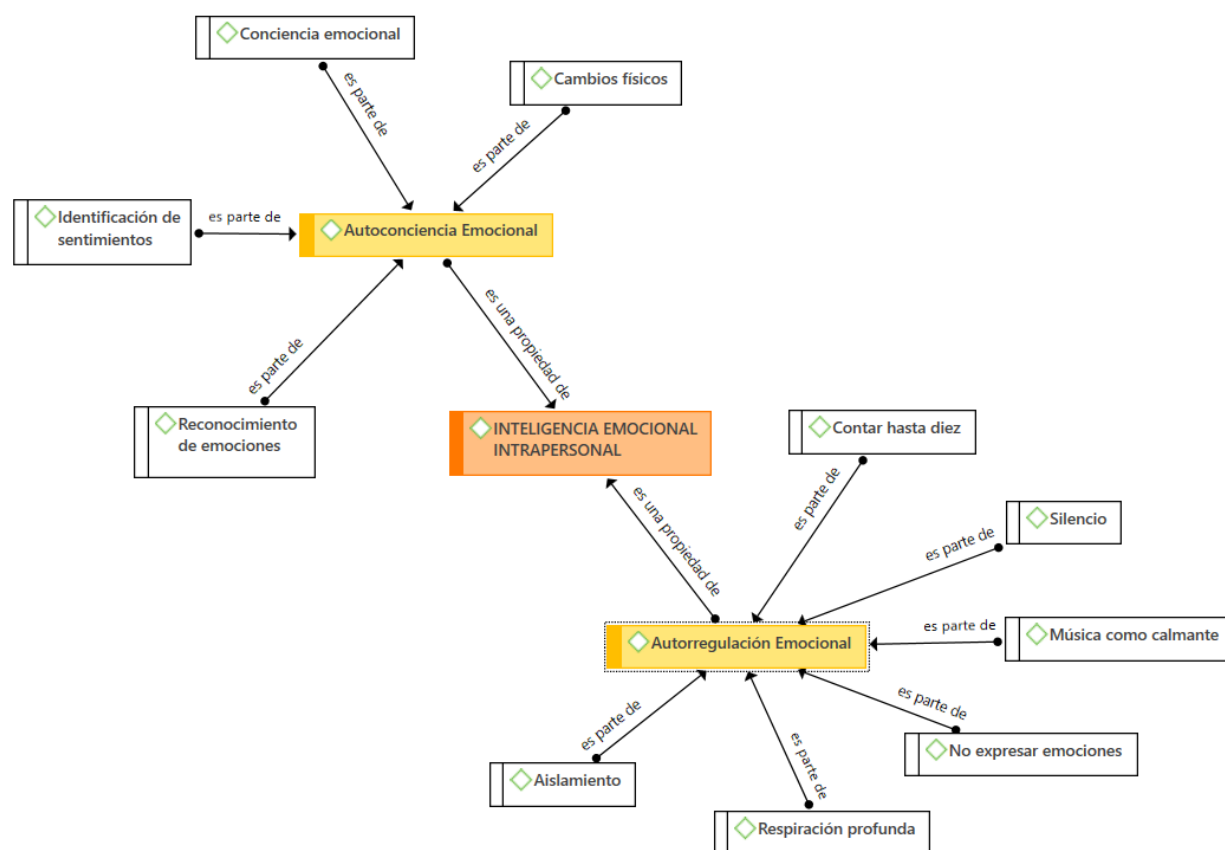 Conciencia emocional
es parte de
Cambios físicos
es parte de
Identificación de
sentimientos
es parte de
Autoconciencia Emocional
es parte de
Reconocimiento
de emociones
es una propiedad de
INTELIGENCIA EMOCIONAL
INTRAPERSONAL
Contar hasta diez
es parte de
Silencio
es parte de
es una propiedad de
Autorregulación Emocional
es parte de
Música como calmante
es parte de
No expresar emociones
es parte de
Aislamiento
es parte de
Respiración profunda